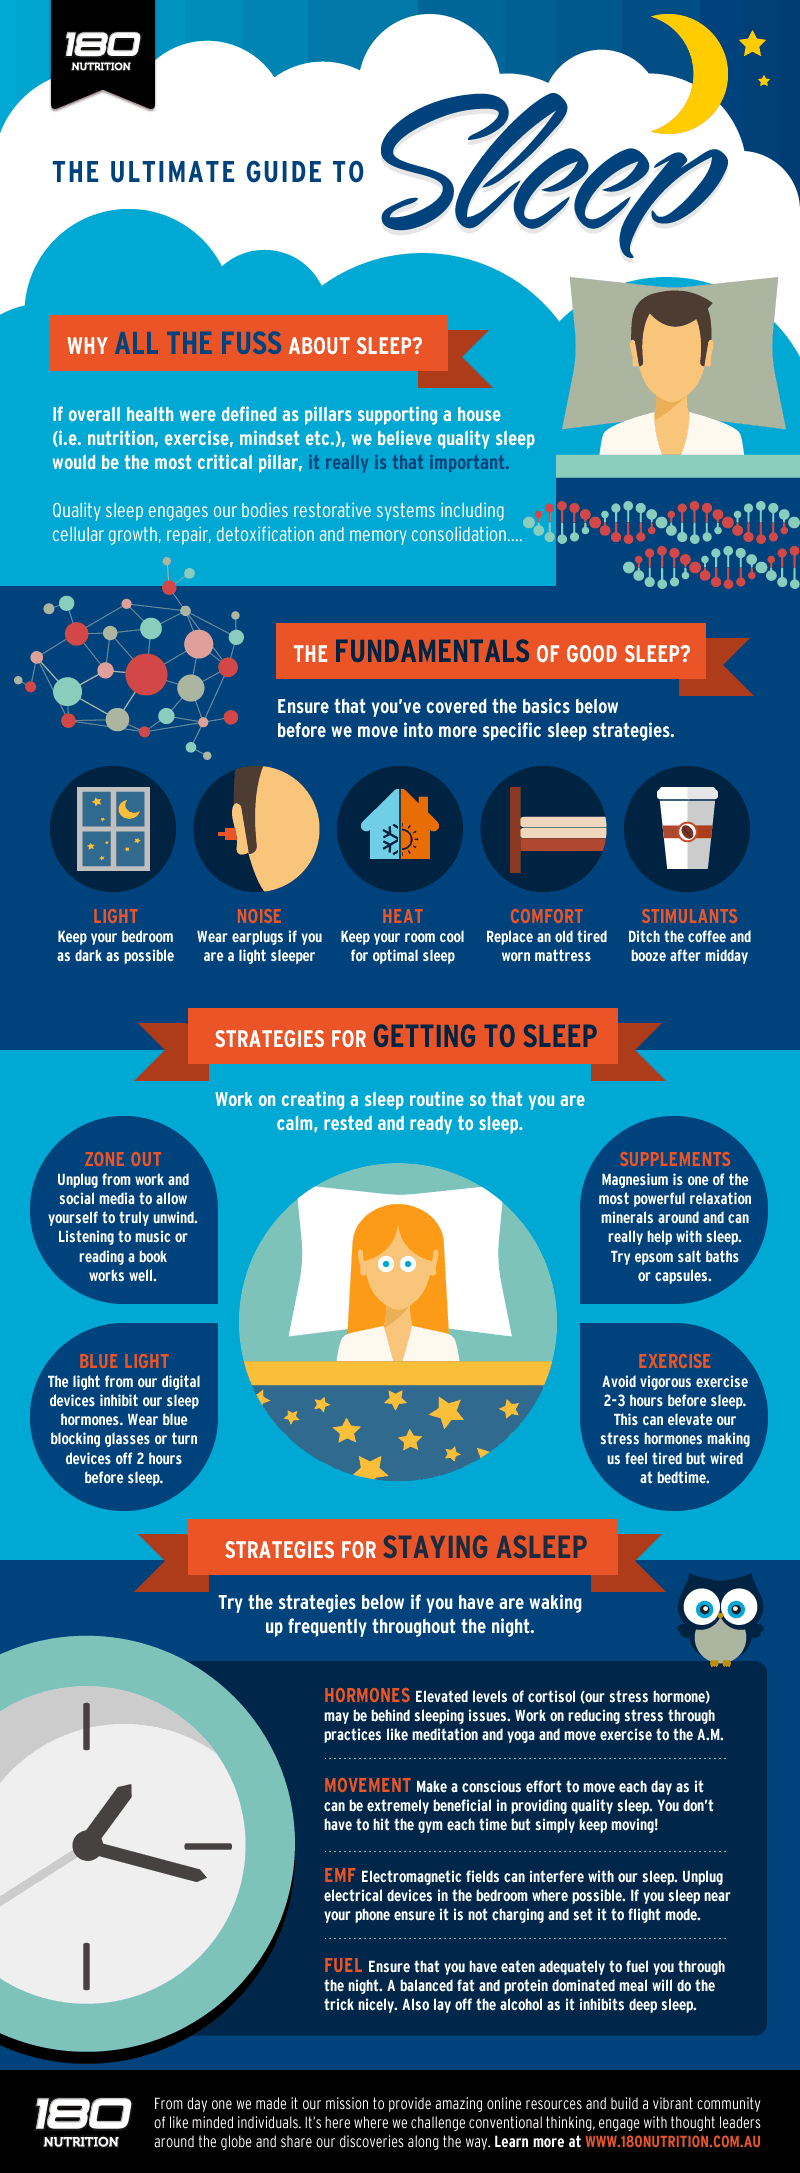 180
NUTRITION
THE ULTIMATE GUIDE TO Sleep
WHY ALL THE FUSS ABOUT SLEEP?
If overall health were defined as pillars supporting a house
(i.e. nutrition, exercise, mindset etc.), we believe quality sleep
would be the most critical pillar, it really is that important.
Quality sleep engages our bodies restorative systems including
cellular growth, repair, detoxification and memory consolidation....
THE FUNDAMENTALS OF GOOD SLEEP?
Ensure that you've covered the basics below
before we move into more specific sleep strategies.
LIGHT
Keep your bedroom
as dark as possible
NOISE
Wear earplugs if you
are a light sleeper
HEAT
Keep your room cool
for optimal sleep
COMFORT
Replace an old tired
worn mattress
STIMULANTS
Ditch the coffee and
booze after midday
STRATEGIES FOR GETTING TO SLEEP
Work on creating a sleep routine so that you are
calm, rested and ready to sleep.
ZONE OUT
Unplug from work and
social media to allow
yourself to truly unwind.
Listening to music or
reading a book
works well.
SUPPLEMENTS
Magnesium is one of the
most powerful relaxation
minerals around and can
really help with sleep.
Try epsom salt baths
or capsules.
BLUE LIGHT
The light from our digital
devices inhibit our sleep
hormones. Wear blue
blocking glasses or turn
devices off 2 hours
before sleep.
EXERCISE
Avoid vigorous exercise
2-3 hours before sleep.
This can elevate our
stress hormones making
us feel tired but wired
at bedtime.
STRATEGIES FOR STAYING ASLEEP
Try the strategies below if you have are waking
up frequently throughout the night.
HORMONES Elevated levels of cortisol (our stress hormone)
may be behind sleeping issues. Work on reducing stress through
practices like meditation and yoga and move exercise to the A.M.
MOVEMENT Make a conscious effort to move each day as it
can be extremely beneficial in providing quality sleep. You don't
have to hit the gym each time but simply keep moving!
EMF Electromagnetic fields can interfere with our sleep. Unplug
electrical devices in the bedroom where possible. If you sleep near
your phone ensure it is not charging and set it to flight mode.
FUEL Ensure that you have eaten adequately to fuel you through
the night. A balanced fat and protein dominated meal will do the
trick nicely. Also lay off the alcohol as it inhibits deep sleep.
180
NUTRITION
From day one we made it our mission to provide amazing online resources and build a vibrant community
of like minded individuals. It's here where we challenge conventional thinking, engage with thought leaders
around the globe and share our discoveries along the way. Learn more at WWW.180NUTRITION.COM.AU